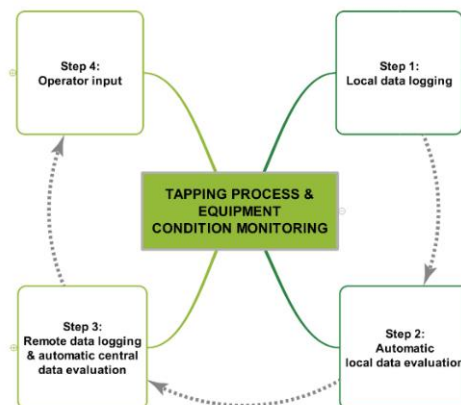 Step 4:
Operator input
Step 1:
Local data logging
TAPPING PROCESS &
EQUIPMENT
CONDITION MONITORING
Step 3:
Remote data logging
& automatic central
data evaluation
Step 2:
Automatic
local data evaluation